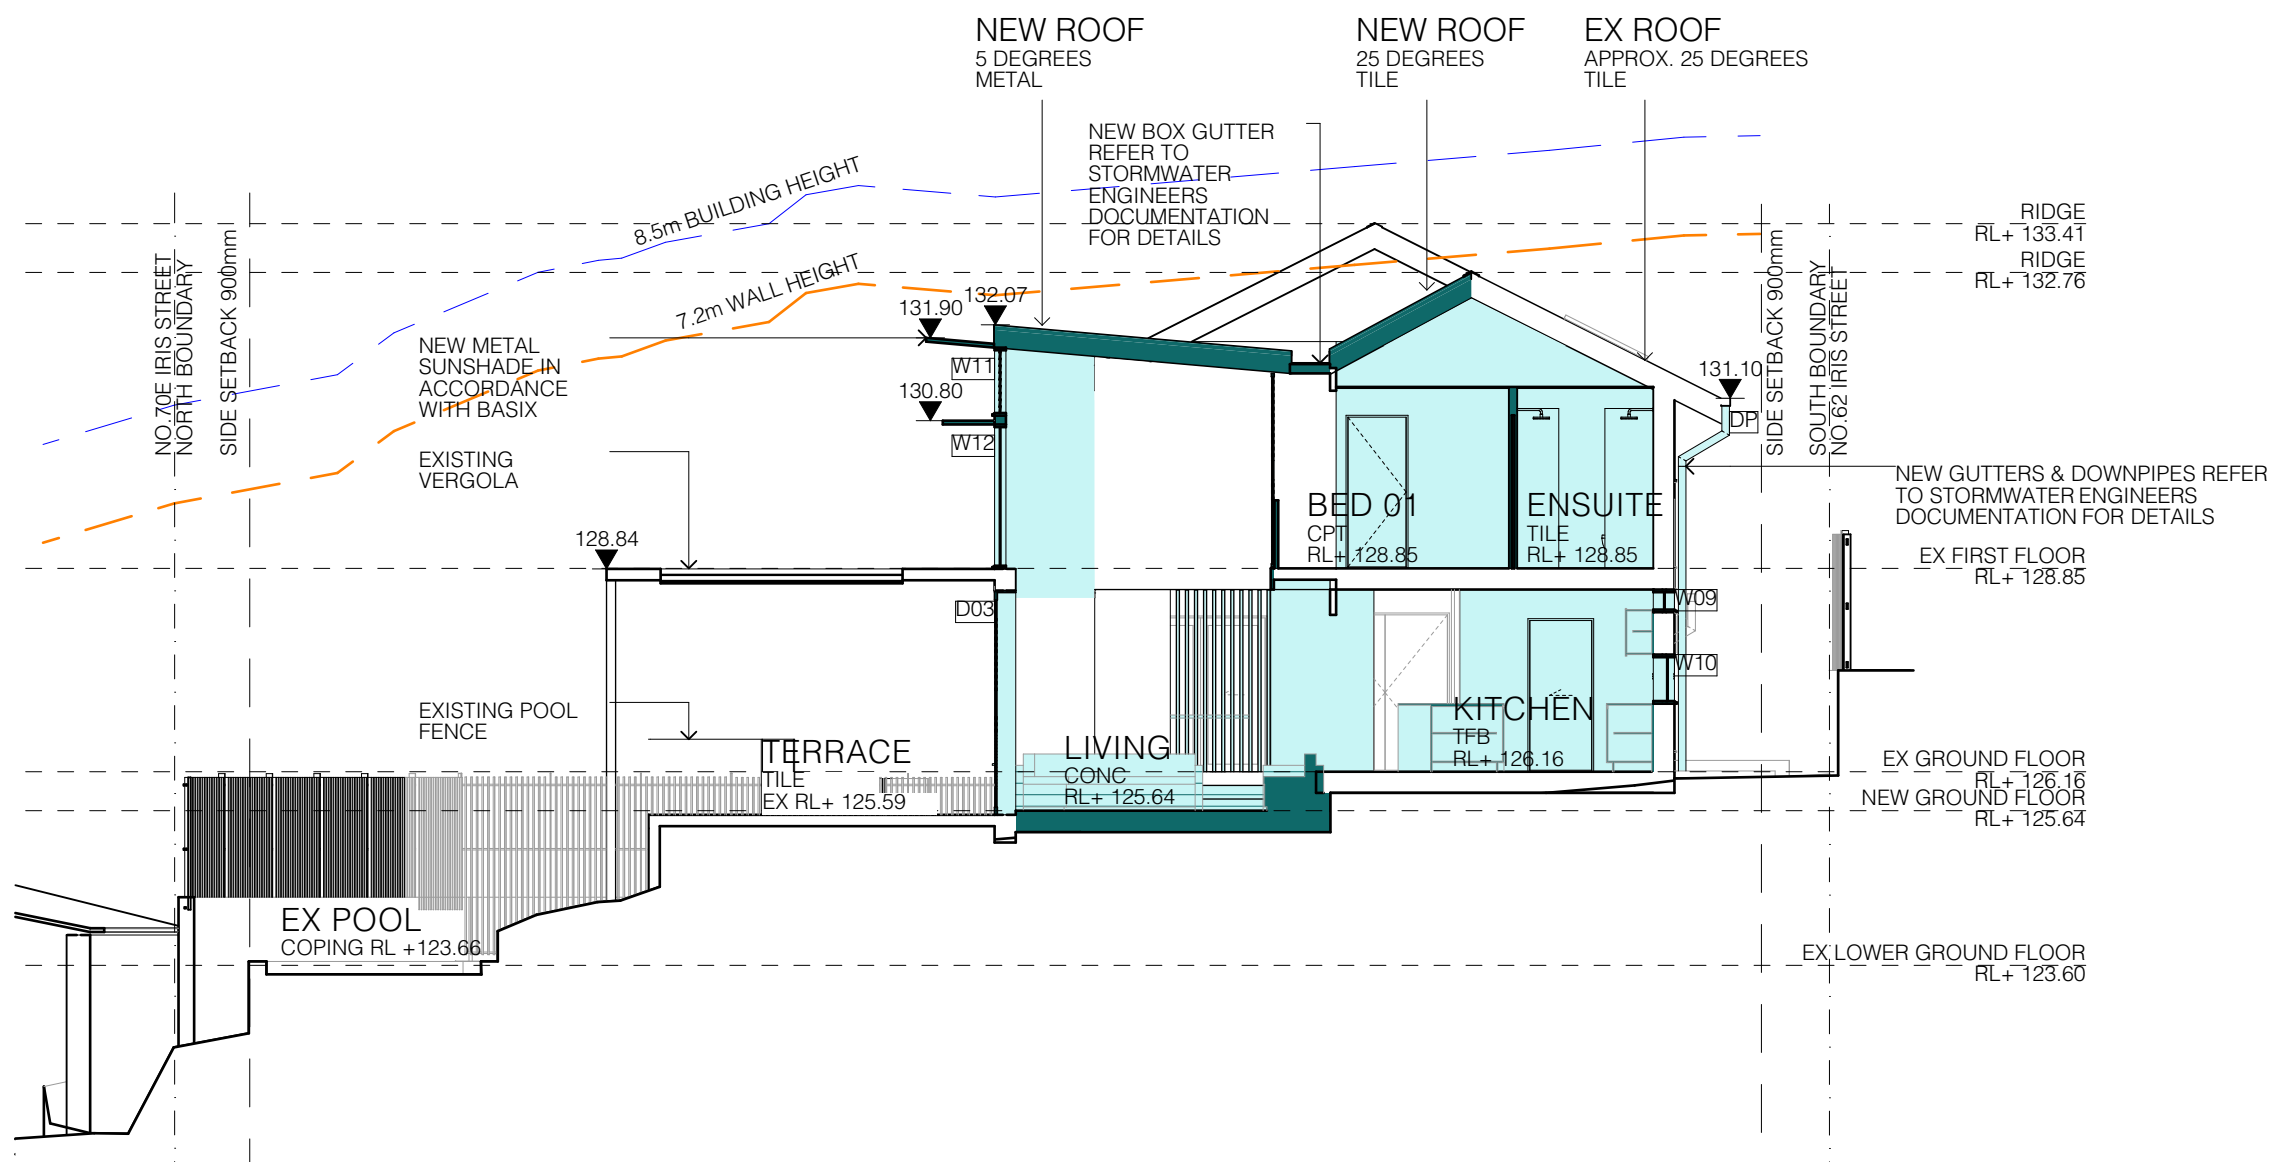 NEW ROOF
5 DEGREES
METAL
NEW ROOF
25 DEGREES
TILE
EX ROOF
APPROX. 25 DEGREES
TILE
NEW BOX GUTTER
REFER TO
STORMWATER
ENGINEERS
DOCUMENTATION
FOR DETAILS
8.5m BUILDING HEIGHT
7.2m WALL HEIGHT
RIDGE
RL+ 133.41
RIDGE
RL+ 132.76
NO.70E IRIS STREET
NORTH BOUNDARY
SIDE SETBACK 900mm
SIDE SETBACK 900mm
SOUTH BOUNDARY
NO.62 IRIS STREET
131.90
132.07
NEW METAL
SUNSHADE IN
ACCORDANCE
WITH BASIX
W11
130.80
W12
131.10
DP
EXISTING
VERGOLA
NEW GUTTERS & DOWNPIPES REFER
TO STORMWATER ENGINEERS
DOCUMENTATION FOR DETAILS
BED 01
CPT
RL+ 128.85
ENSUITE
TILE
RL+ 128.85
128.84
EX FIRST FLOOR
RL+ 128.85
D03
W09
W10
EXISTING POOL
FENCE
TERRACE
TILE
EX RL+ 125.59
LIVING
CONC
RL+ 125.64
KITCHEN
TFB
RL+ 126.16
EX GROUND FLOOR
RL+ 126.16
NEW GROUND FLOOR
RL+ 125.64
EX POOL
COPING RL +123.66
EX LOWER GROUND FLOOR
RL+ 123.60